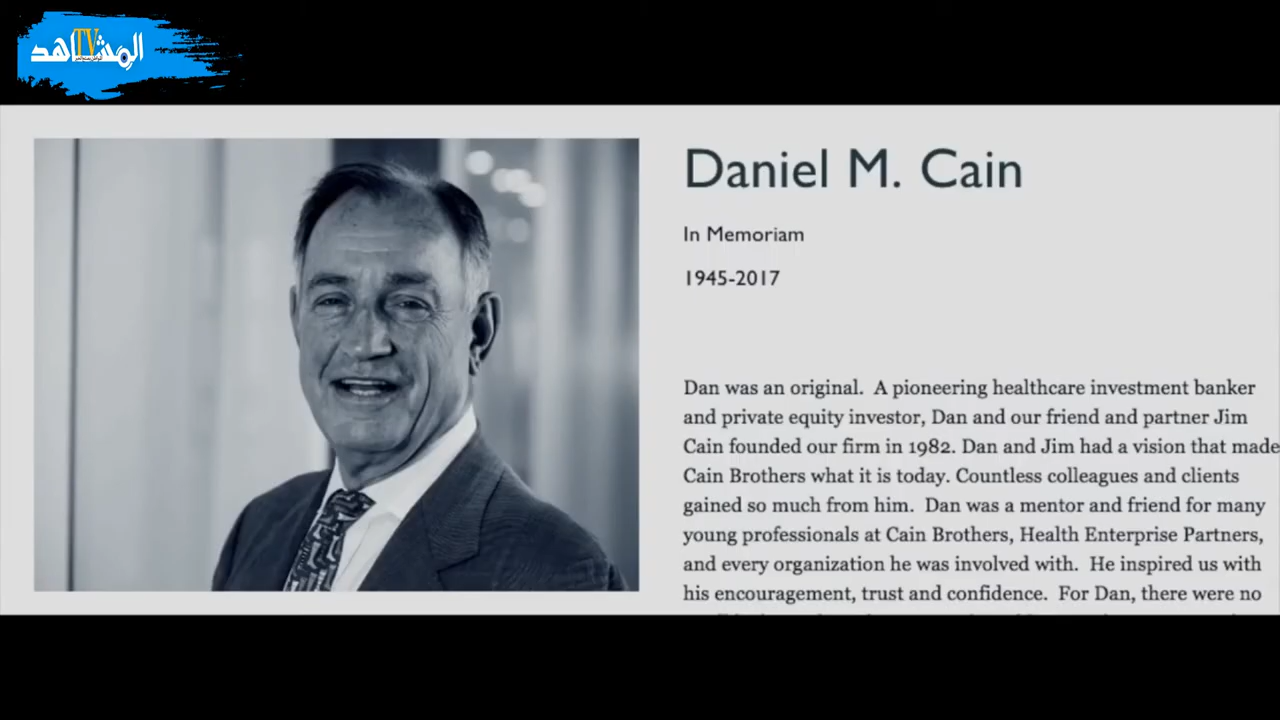 المشاهد
TV
Daniel M. Cain
In Memoriam
1945-2017
Dan was an original. A pioneering healthcare investment banker
and private equity investor, Dan and our friend and partner Jim
Cain founded our firm in 1982. Dan and Jim had a vision that made
Cain Brothers what it is today. Countless colleagues and clients
gained so much from him. Dan was a mentor and friend for many
young professionals at Cain Brothers, Health Enterprise Partners,
and every organization he was involved with. He inspired us with
his encouragement, trust and confidence. For Dan, there were no